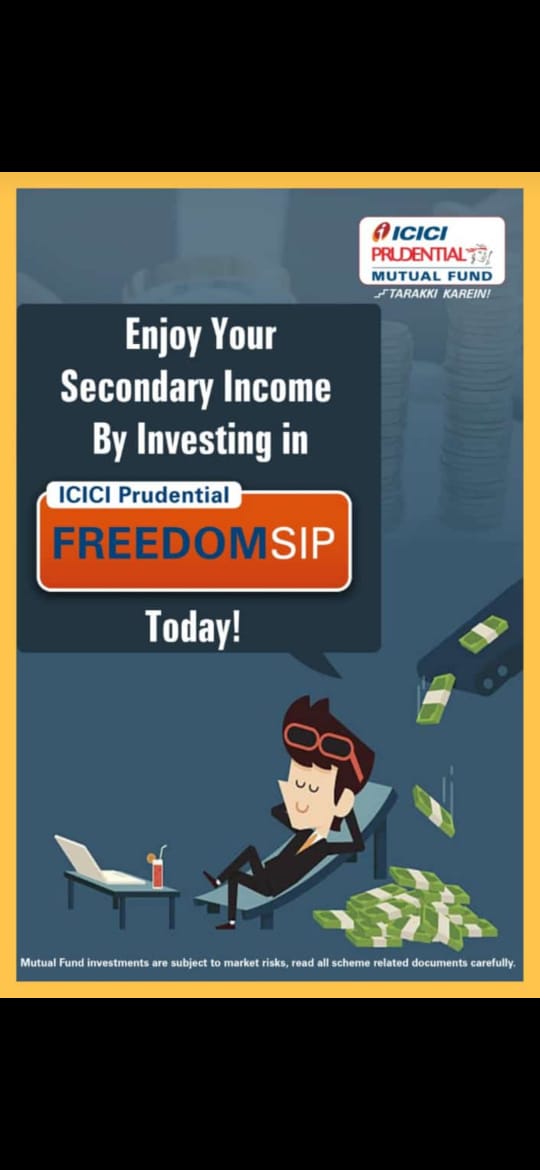 ICICI
PRUDENTIAL
MUTUAL FUND
TARAKKI KAREIN!
Enjoy Your
Secondary Income
By Investing in
ICICI Prudential
FREEDOMSIP
Today!
Mutual Fund investments are subject to market risks, read all scheme related documents carefully.